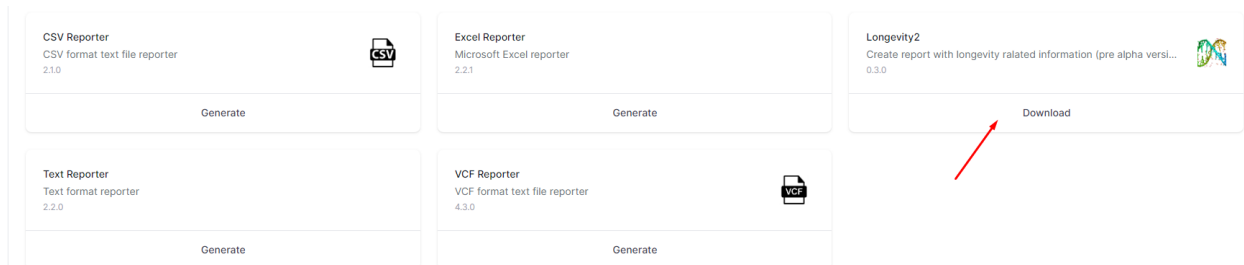 CSV Reporter
CSV format text file reporter
2.1.0
CSV
Generate
Excel Reporter
Microsoft Excel reporter
2.2.1
Generate
Longevity2
Create report with longevity ralated information (pre alpha versi...
0.3.0
Download
Text Reporter
Text format reporter
2.2.0
Generate
VCF Reporter
VCF format text file reporter
4.3.0
VCF
Generate